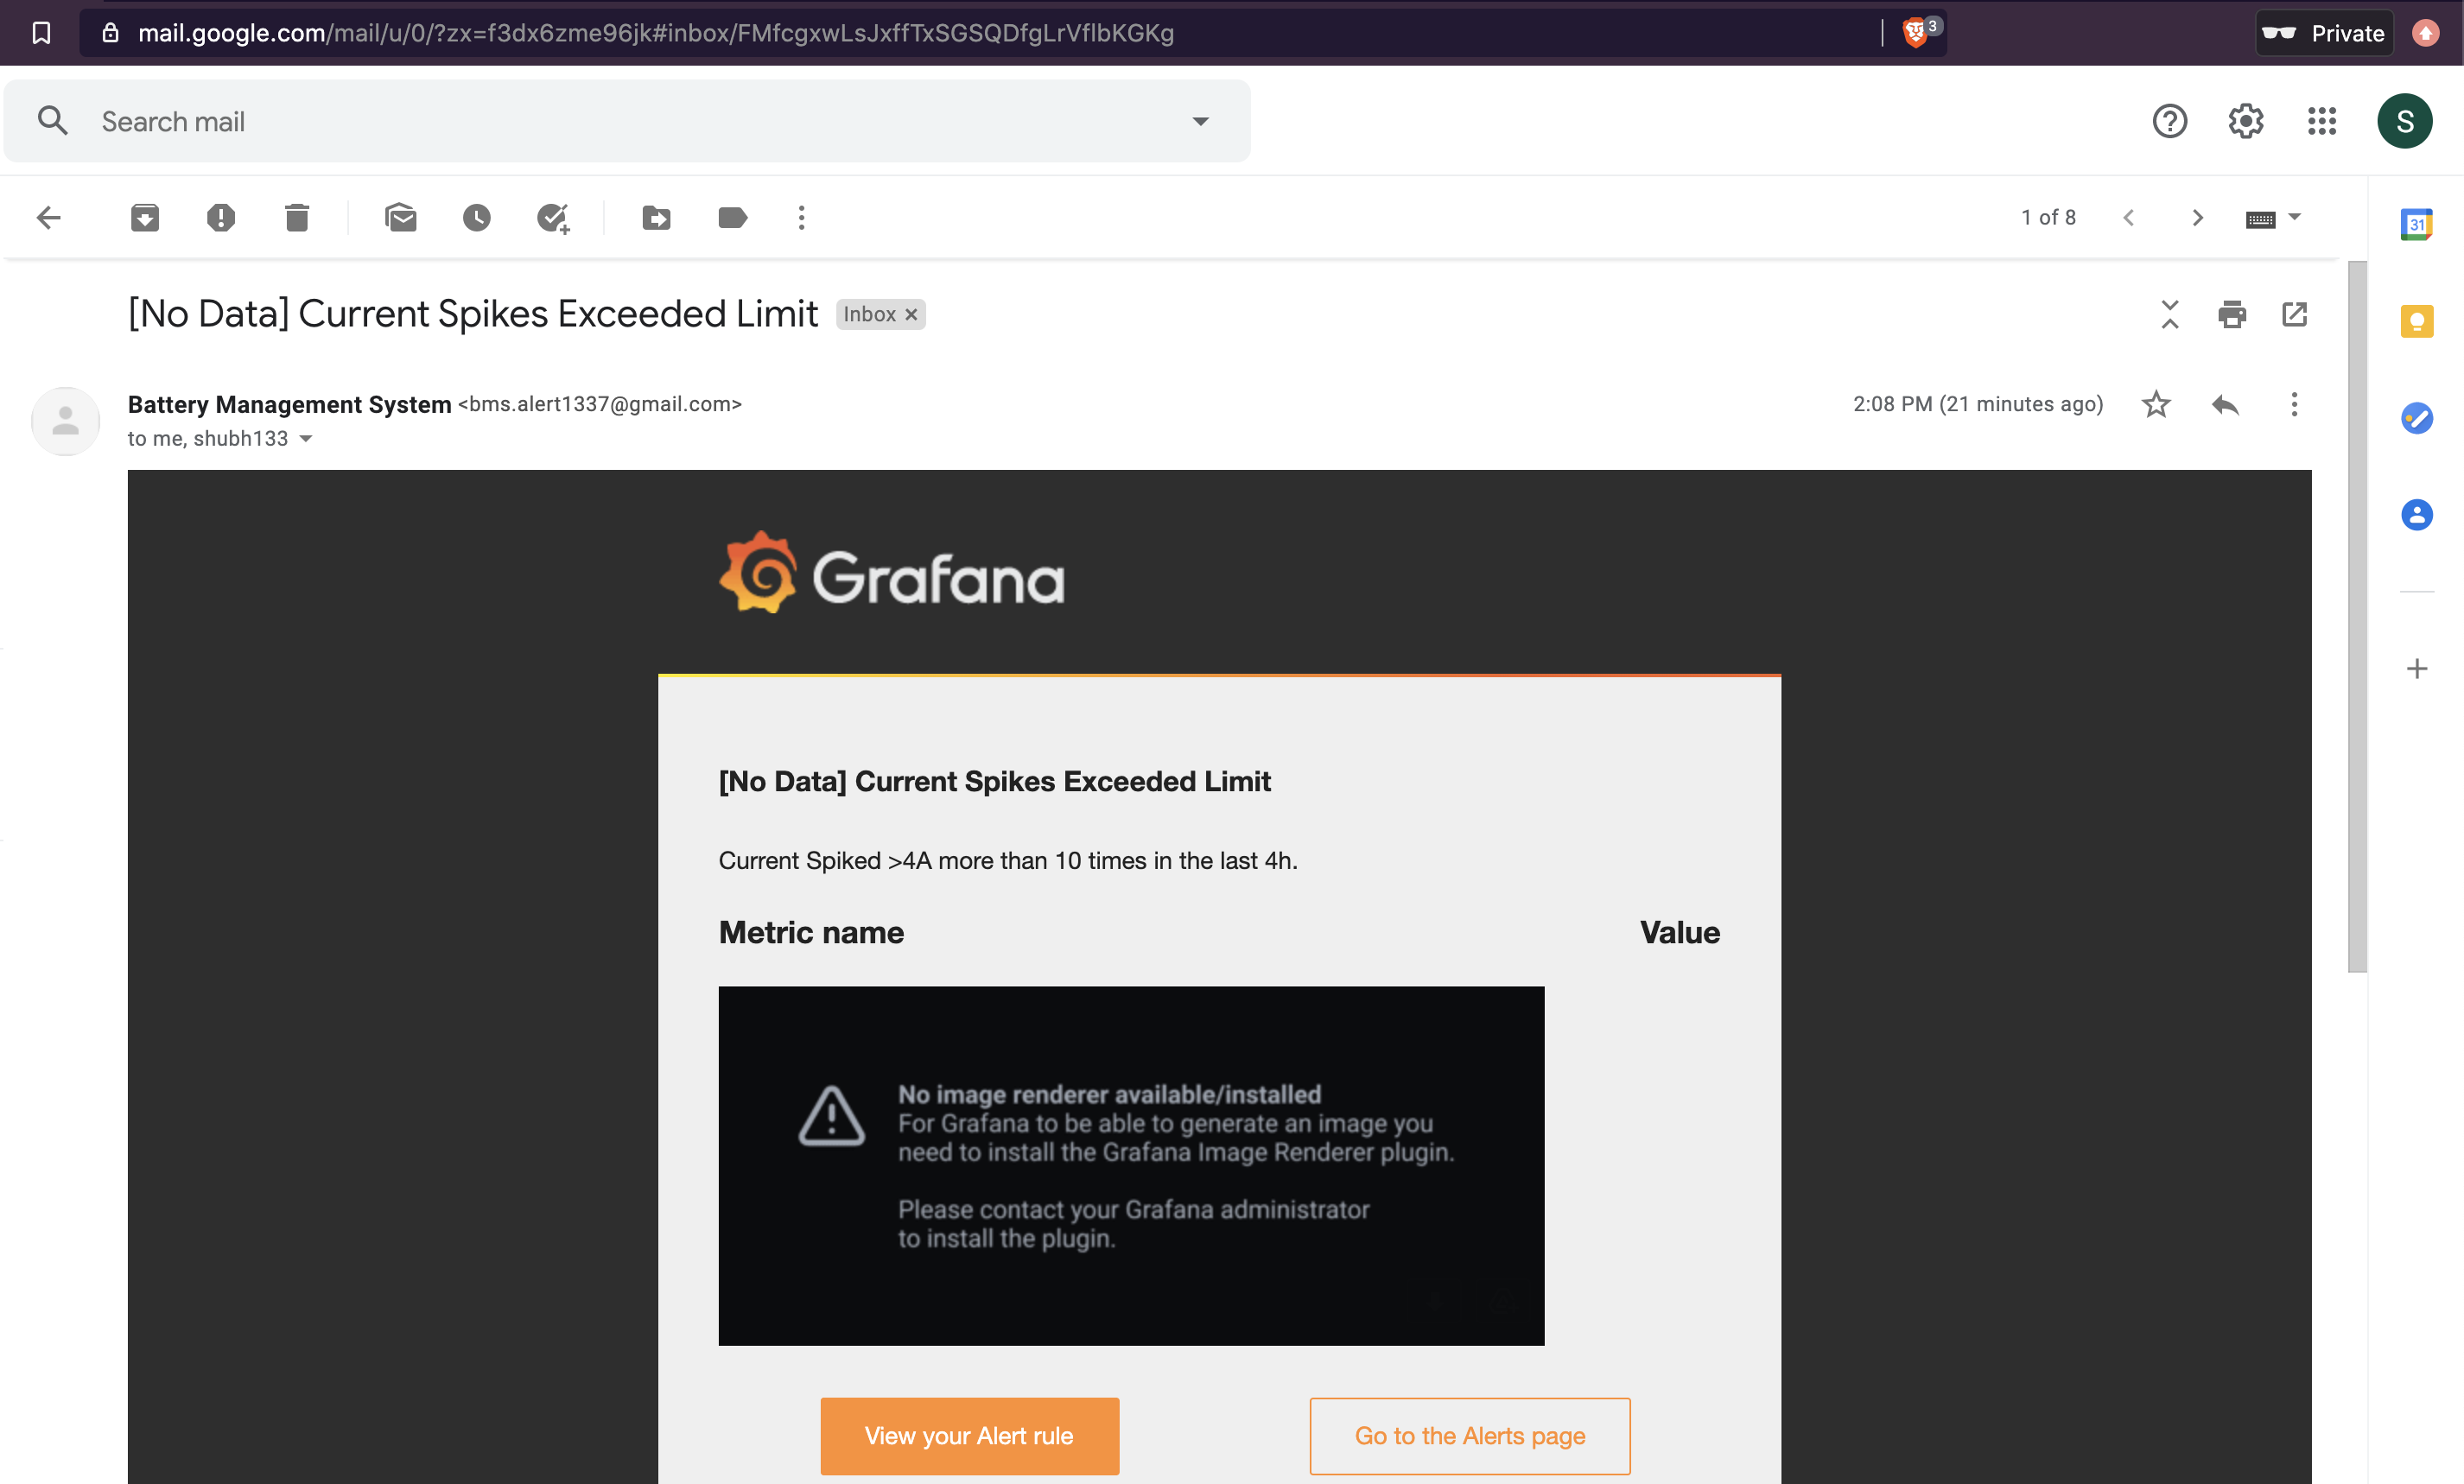 mail.google.com/mail/u/0/?zx=f3dx6zme96jk#inbox/FMfcgxwLsJxffTxSGSQDfgLrVflbKGKg
3
Private
Search mail
S
1 of 8
31
[No Data] Current Spikes Exceeded Limit
Inbox ×
Battery Management System <bms.alert1337@gmail.com>
2:08 PM (21 minutes ago)
to me, shubh133
Grafana
[No Data] Current Spikes Exceeded Limit
Current Spiked >4A more than 10 times in the last 4h.
Metric name
Value
No image renderer available/installed
For Grafana to be able to generate an image you
need to install the Grafana Image Renderer plugin.
Please contact your Grafana administrator
to install the plugin.
View your Alert rule
Go to the Alerts page